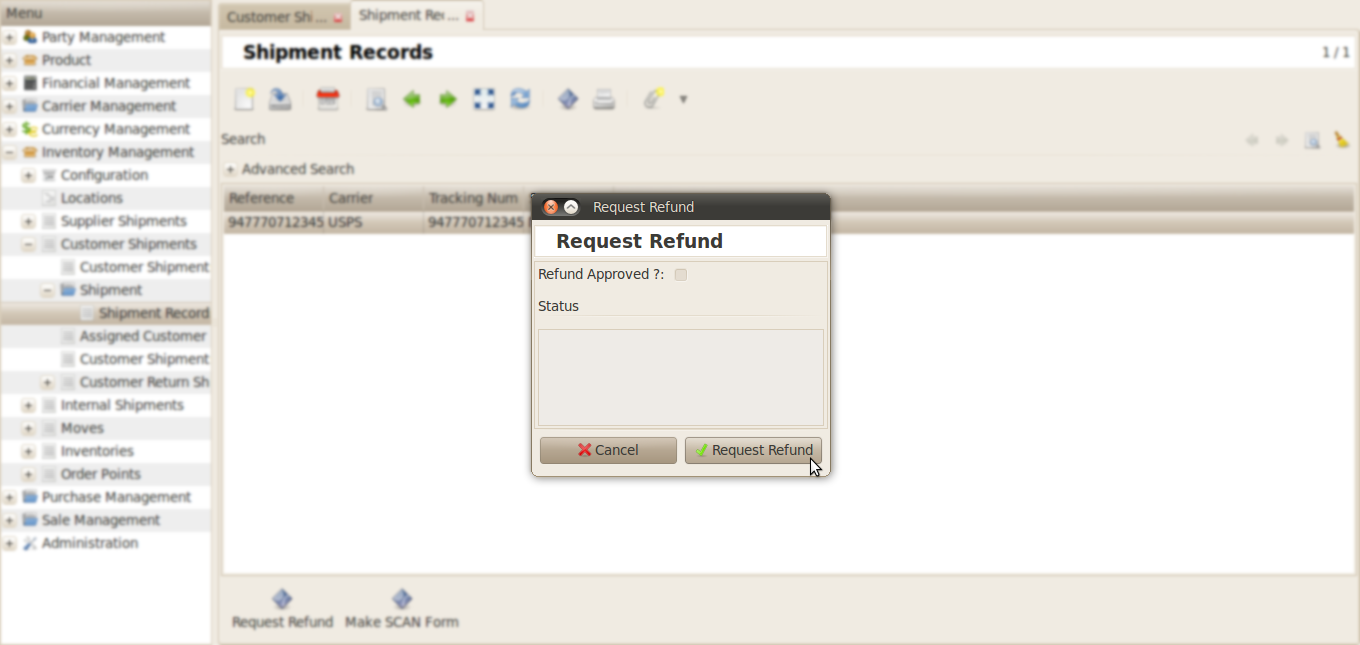 Menu
Party Management
Product
Financial Management
Carrier Management
Currency Management
Inventory Management
Configuration
Locations
Supplier Shipments
Customer Shipments
Customer Shipment
Shipment
Shipment Record
Assigned Customer
Customer Shipment
Customer Return Sh
Internal Shipments
Moves
Inventories
Order Points
Purchase Management
Sale Management
Administration
Customer Shi ...
Shipment Rec ...
Shipment Records
1 / 1
Search
Advanced Search
Reference Carrier Tracking Num
947770712345 USPS 947770712345
Request Refund
Request Refund
Refund Approved ?:
Status
Cancel Request Refund
Request Refund Make SCAN Form